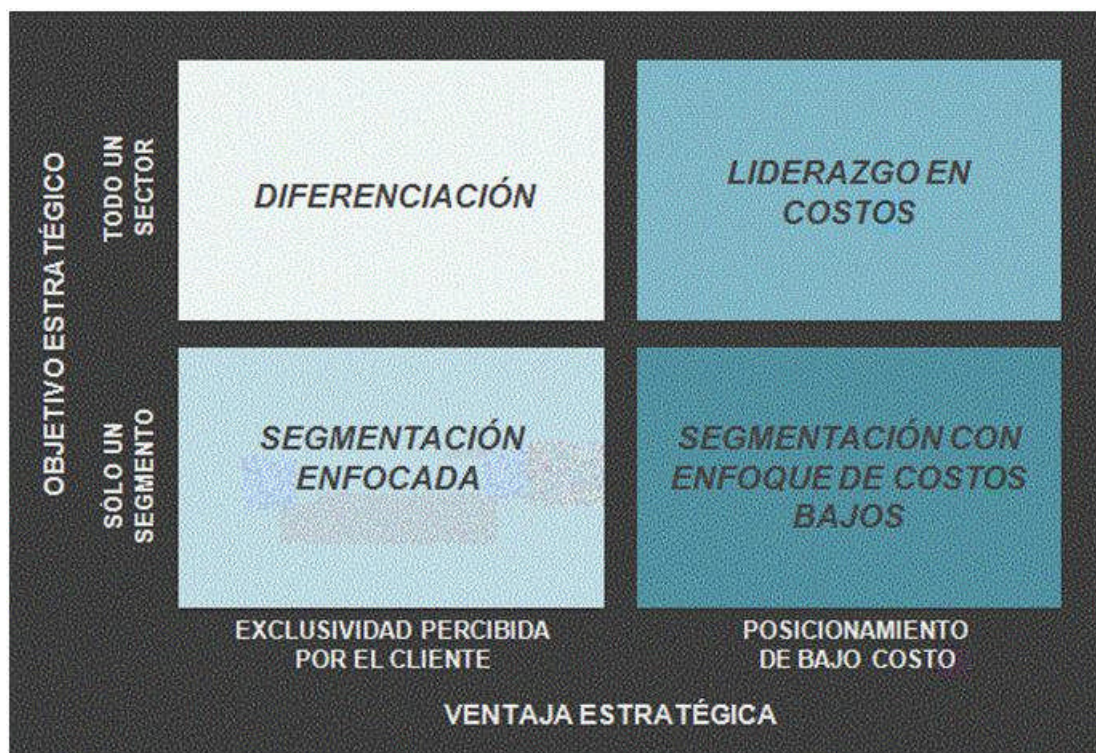 OBJETIVO ESTRATÉGICO
TODO UN
SECTOR
DIFERENCIACIÓN
LIDERAZGO EN
COSTOS
SÓLO UN
SEGMENTO
SEGMENTACIÓN
ENFOCADA
SEGMENTACIÓN CON
ENFOQUE DE COSTOS
BAJOS
EXCLUSIVIDAD PERCIBIDA
POR EL CLIENTE
POSICIONAMIENTO
DE BAJO COSTO
VENTAJA ESTRATÉGICA